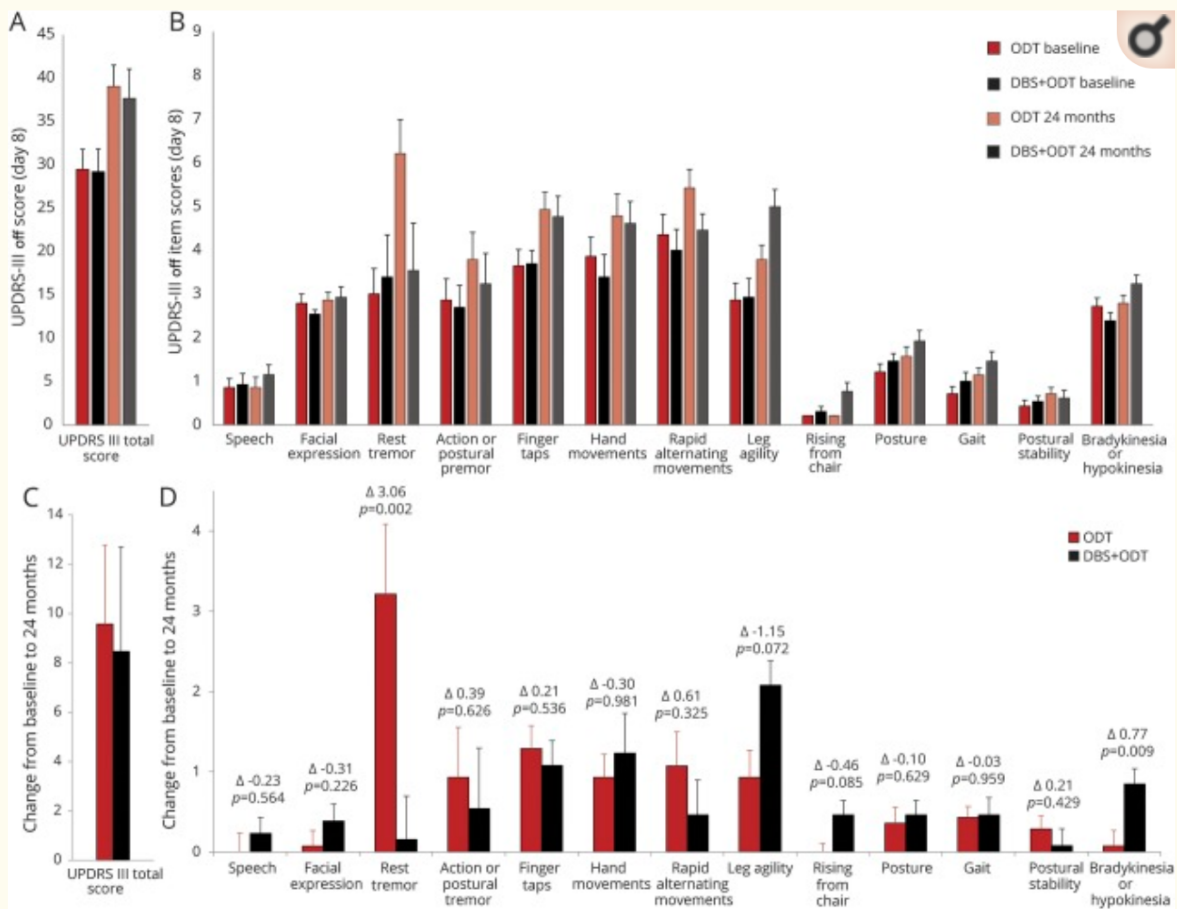 A
B
45
40
35
30
25
20
15
10
5
0
UPDRS-III off score (day 8)
UPDRS III total
score
9
8
7
6
5
4
3
2
1
0
UPDRS-III off item scores (day 8)
ODT baseline
DBS+ODT baseline
ODT 24 months
DBS+ODT 24 months
Speech
Facial
expression
Rest
tremor
Action or
postural
premor
Finger
taps
Hand
movements
Rapid
alternating
movements
Leg
agility
Rising
from
chair
Posture
Gait
Postural
stability
Bradykinesia
or
hypokinesia
C
D
14
12
10
8
6
4
2
0
Change from baseline to 24 months
UPDRS III total
score
4
3
2
1
0
Change from baseline to 24 months
ODT
DBS+ODT
Δ -0.23
p=0.564
Δ -0.31
p=0.226
Δ 3.06
p=0.002
Δ 0.39
p=0.626
Δ 0.21
p=0.536
Δ -0.30
p=0.981
Δ 0.61
p=0.325
Δ -1.15
p=0.072
Δ -0.46
p=0.085
Δ -0.10
p=0.629
Δ -0.03
p=0.959
Δ 0.21
p=0.429
Δ 0.77
p=0.009
Speech
Facial
expression
Rest
tremor
Action or
postural
tremor
Finger
taps
Hand
movements
Rapid
alternating
movements
Leg agility
Rising
from
chair
Posture
Gait
Postural
stability
Bradykinesia
or
hypokinesia